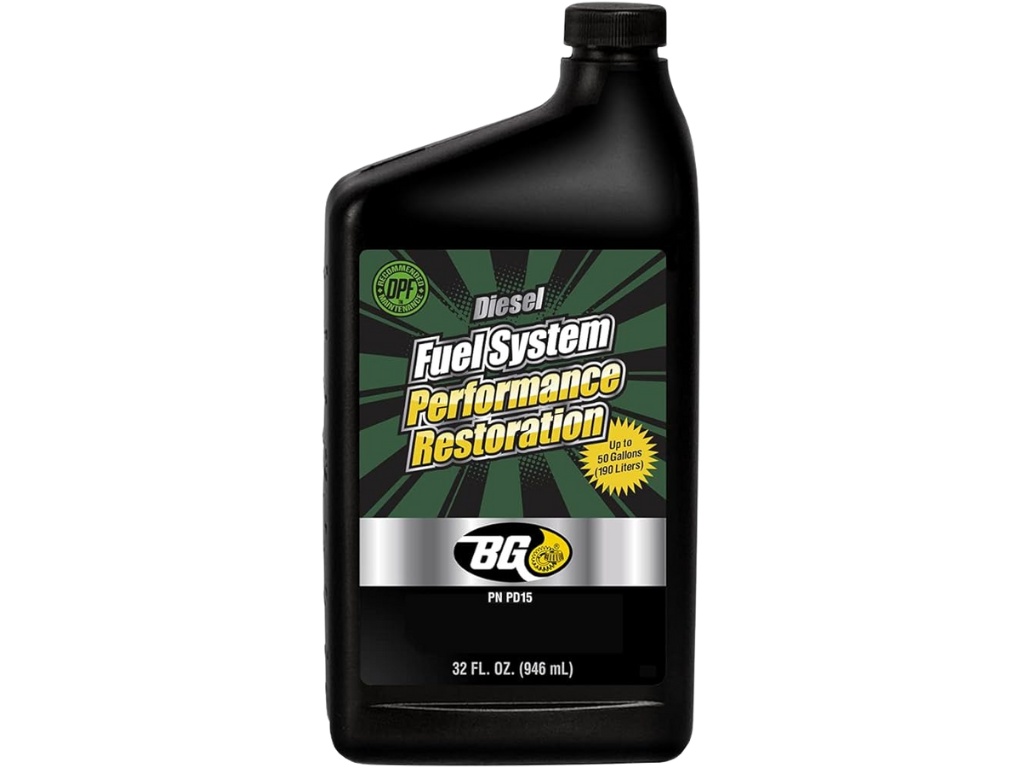 RECOMMENDED
DPF
MAINTENANCE
Diesel
Fuel System
Performance
Restoration
Up to
50 Gallons
(190 Liters)
BG
PN PD15
32 FL. OZ. (946 mL)